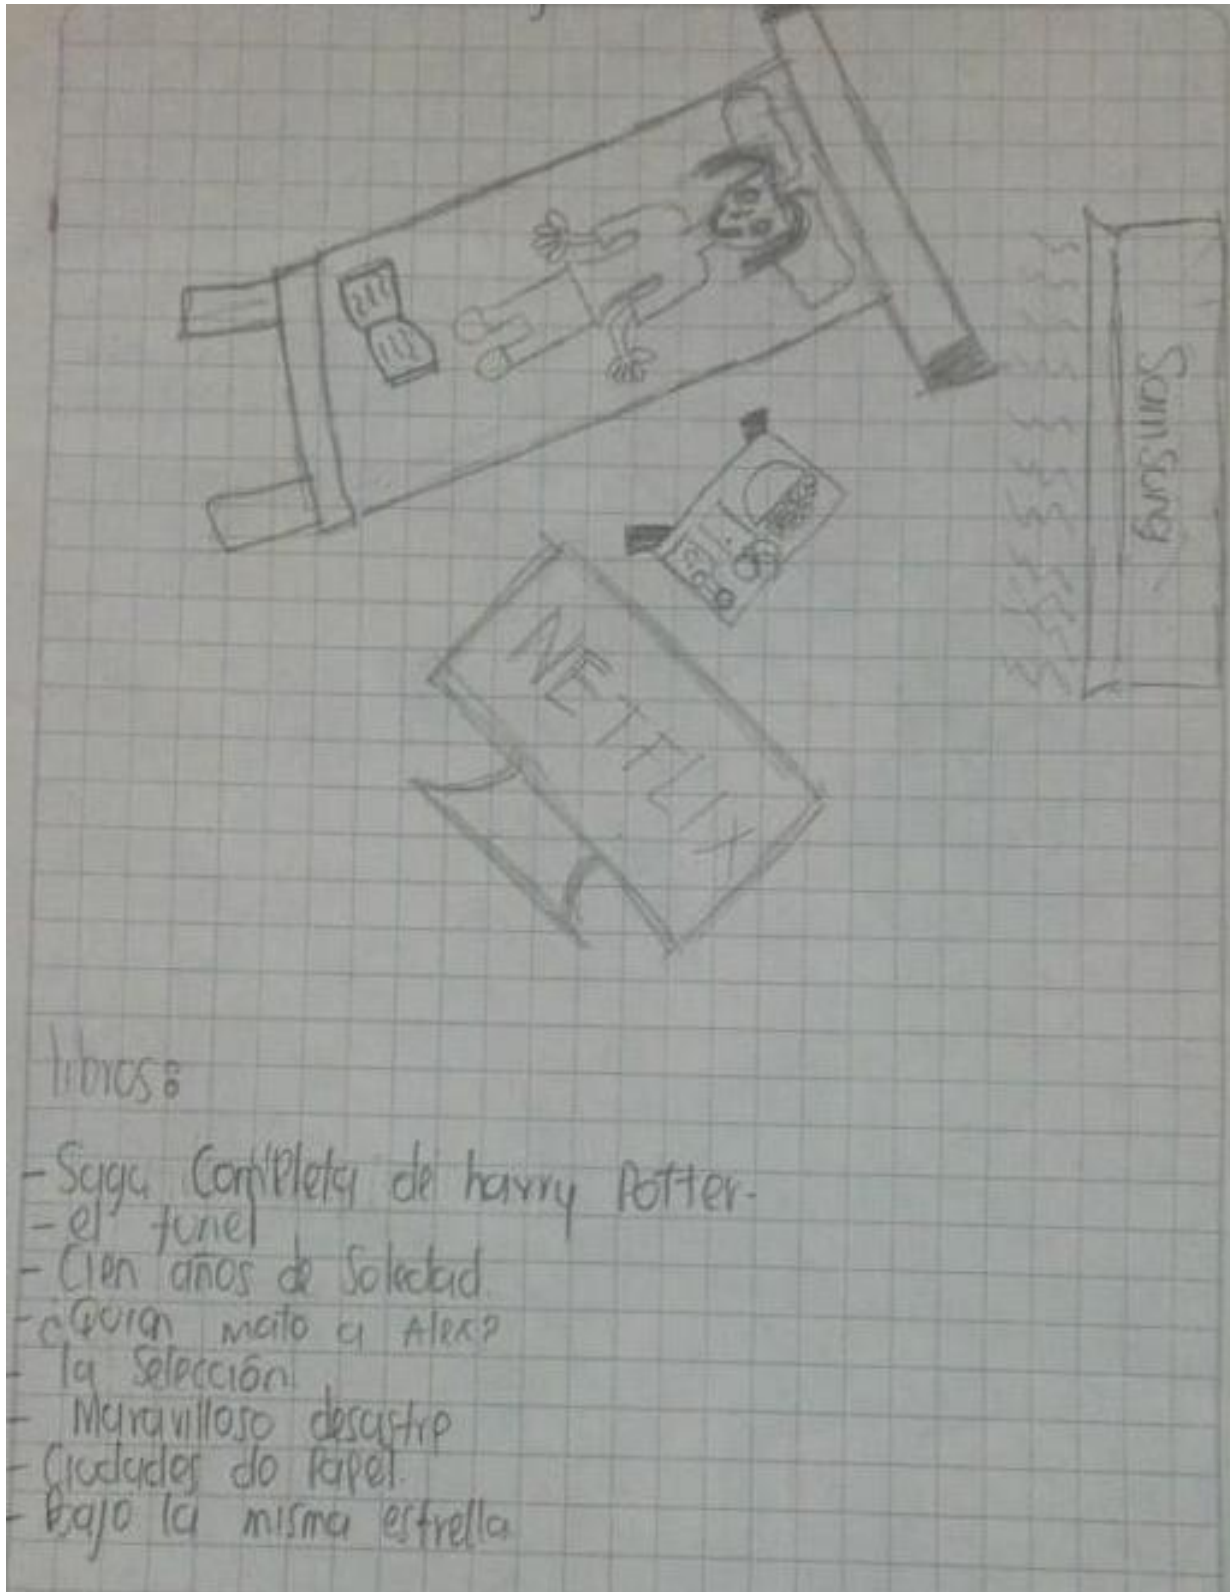 Samsung
NETFLIX
libros:
- Saga Completa de harry Potter.
- el tunel
- Cien años de Soledad.
- ¿Quien mato a Alex?
- la Selección
- Maravilloso desastre
- Ciudades de Papel.
- Bajo la misma estrella